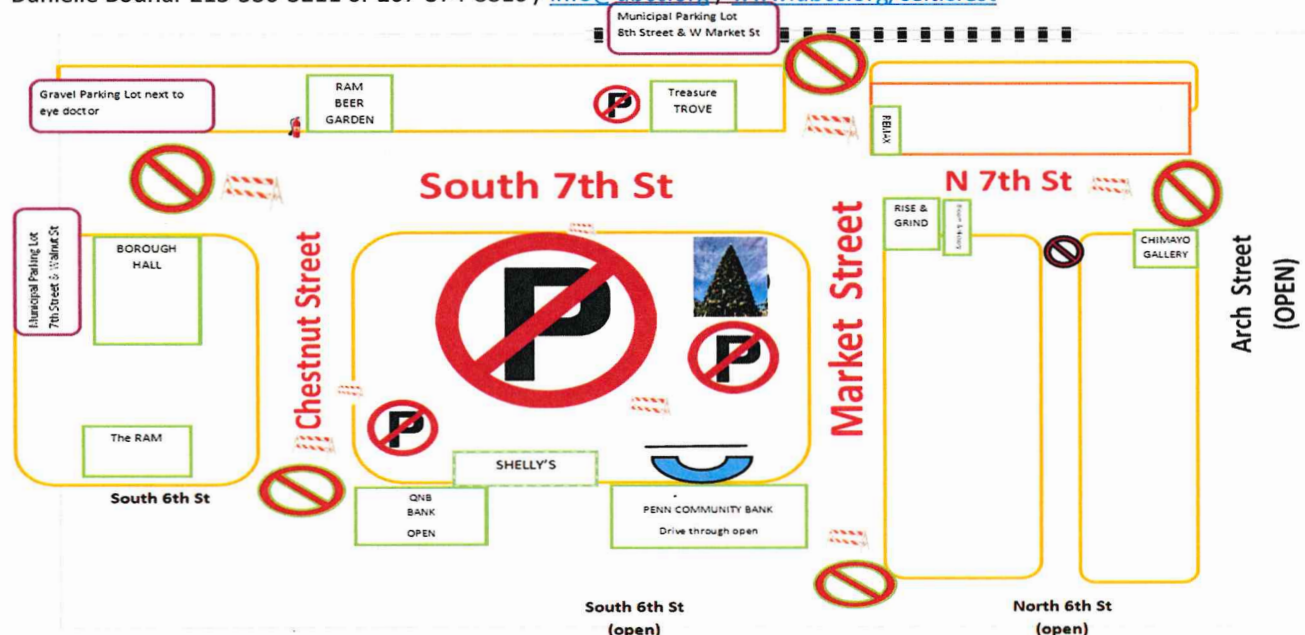 Municipal Parking Lot
8th Street & W Market St
Gravel Parking Lot next to
eye doctor
RAM
BEER
GARDEN
P
Treasure
TROVE
REMAX
South 7th St
N 7th St
Municipal Parking Lot
7th Street & Walnut St
BOROUGH
HALL
Chestnut Street
P
P
P
Market Street
RISE &
GRIND
CHIMAYO
GALLERY
Arch Street
(OPEN)
The RAM
South 6th St
SHELLY'S
QNB
BANK
OPEN
PENN COMMUNITY BANK
Drive through open
South 6th St
(open)
North 6th St
(open)